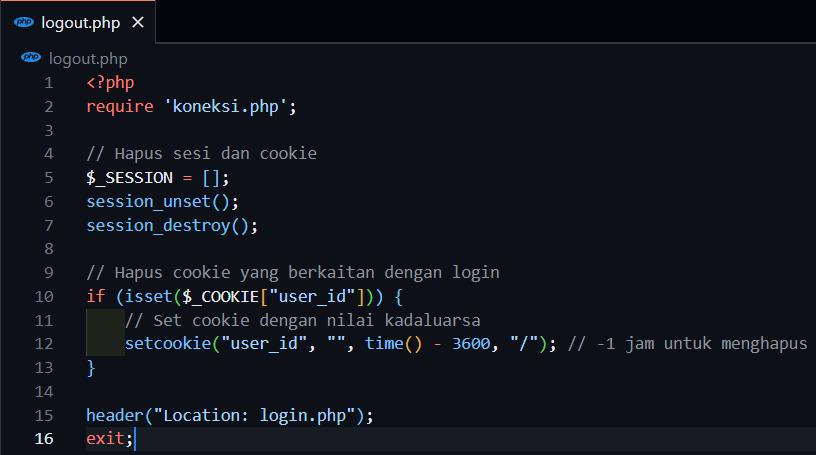 php logout.php ×
php logout.php
1 <?php
2 require 'koneksi.php';
3
4 // Hapus sesi dan cookie
5 $_SESSION = [];
6 session_unset();
7 session_destroy();
8
9 // Hapus cookie yang berkaitan dengan login
10 if (isset($_COOKIE["user_id"])) {
11     // Set cookie dengan nilai kadaluarsa
12     setcookie("user_id", "", time() - 3600, "/"); // -1 jam untuk menghapus
13 }
14
15 header("Location: login.php");
16 exit;